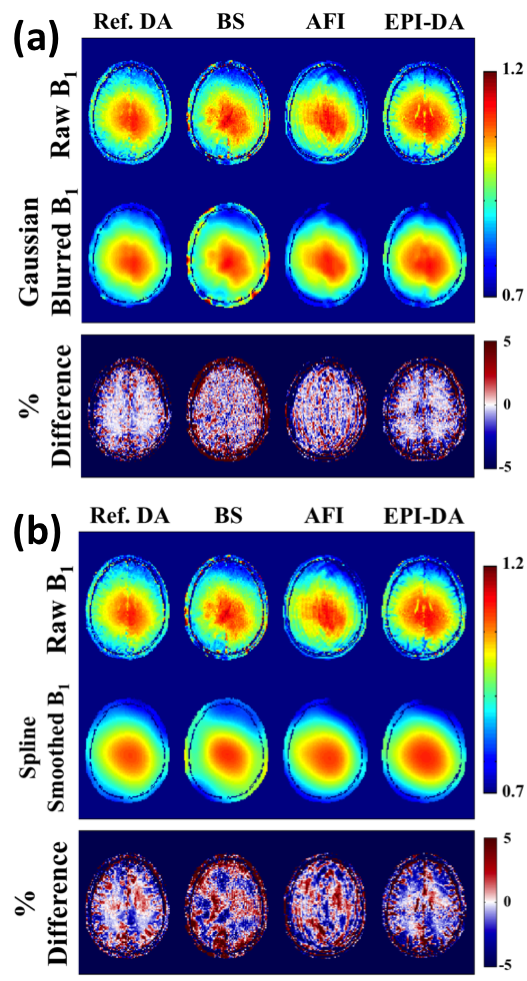 (a)
Ref. DA BS AFI EPI-DA
Raw B1
1.2
0.7
Gaussian
Blurred B1
%
Difference
5
0
-5
(b)
Ref. DA BS AFI EPI-DA
Raw B1
1.2
0.7
Spline
Smoothed B1
%
Difference
5
0
-5